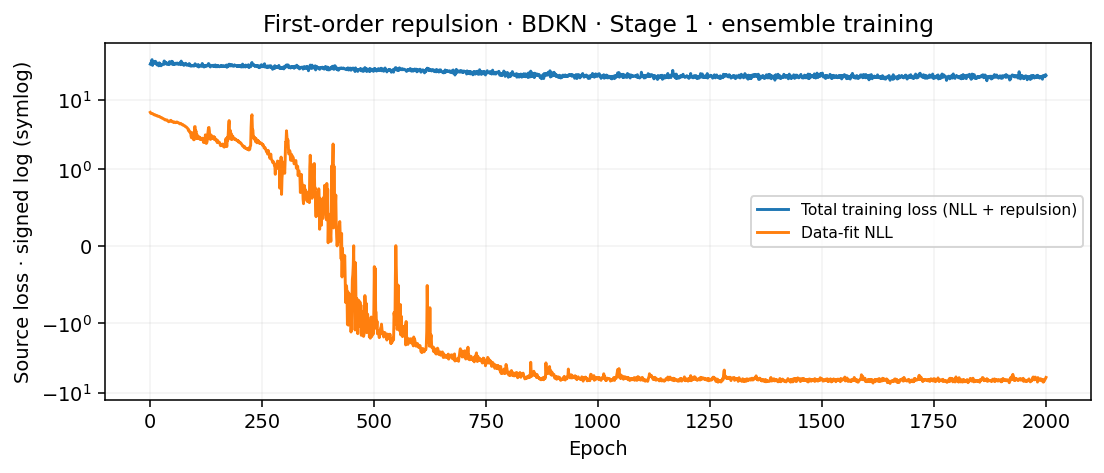 First-order repulsion · BDKN · Stage 1 · ensemble training
Source loss · signed log (symlog)
10¹
10⁰
0
−10⁰
−10¹
Total training loss (NLL + repulsion)
Data-fit NLL
0 250 500 750 1000 1250 1500 1750 2000
Epoch